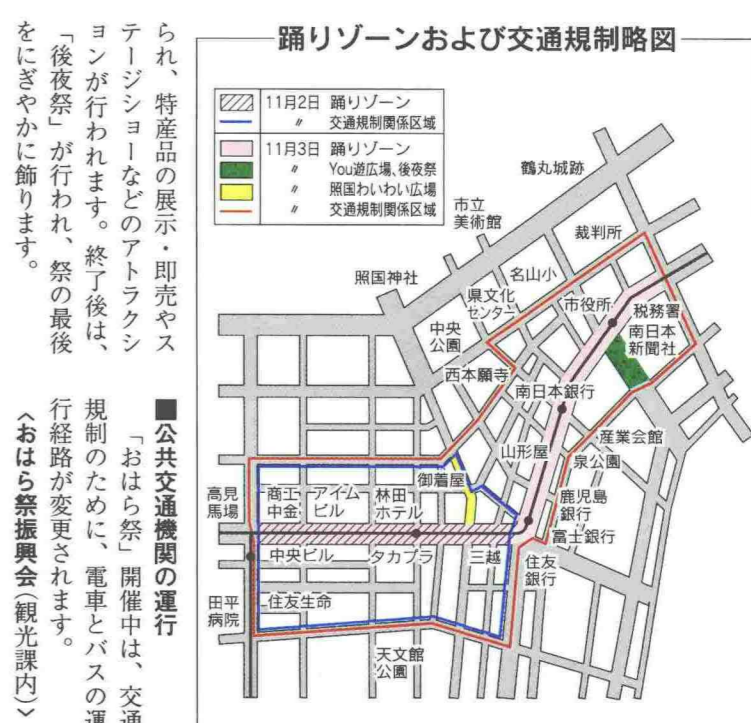 踊りゾーンおよび交通規制略図
11月2日 踊りゾーン
〃 交通規制関係区域
11月3日 踊りゾーン
〃 You遊広場、後夜祭
〃 照国わいわい広場
〃 交通規制関係区域
鶴丸城跡
市立
美術館
裁判所
照国神社
名山小
県文化
センター
市役所
税務署
中央
公園
南日本
新聞社
西本願寺
南日本銀行
産業会館
山形屋
泉公園
御着屋
高見
馬場
商工
中金
アイム
ビル
林田
ホテル
鹿児島
銀行
富士銀行
中央ビル
タカプラ
三越
住友
銀行
田平
病院
住友生命
天文館
公園
られ、特産品の展示・即売やス
テージショーなどのアトラクシ
ョンが行われます。終了後は、
「後夜祭」が行われ、祭の最後
をにぎやかに飾ります。
■公共交通機関の運行
「おはら祭」開催中は、交通
規制のために、電車とバスの運
行経路が変更されます。
〈おはら祭振興会(観光課内)〉